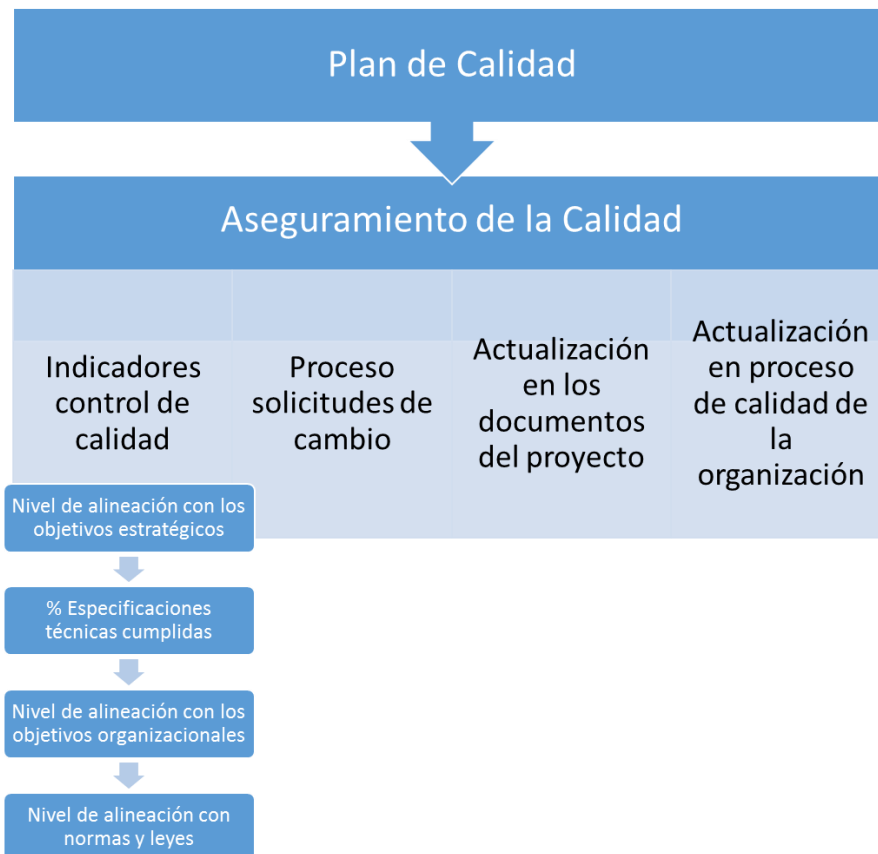 Plan de Calidad
Aseguramiento de la Calidad
Indicadores
control de
calidad
Proceso
solicitudes de
cambio
Actualización
en los
documentos
del proyecto
Actualización
en proceso
de calidad de
la
organización
Nivel de alineación con los
objetivos estratégicos
% Especificaciones
técnicas cumplidas
Nivel de alineación con los
objetivos organizacionales
Nivel de alineación con
normas y leyes